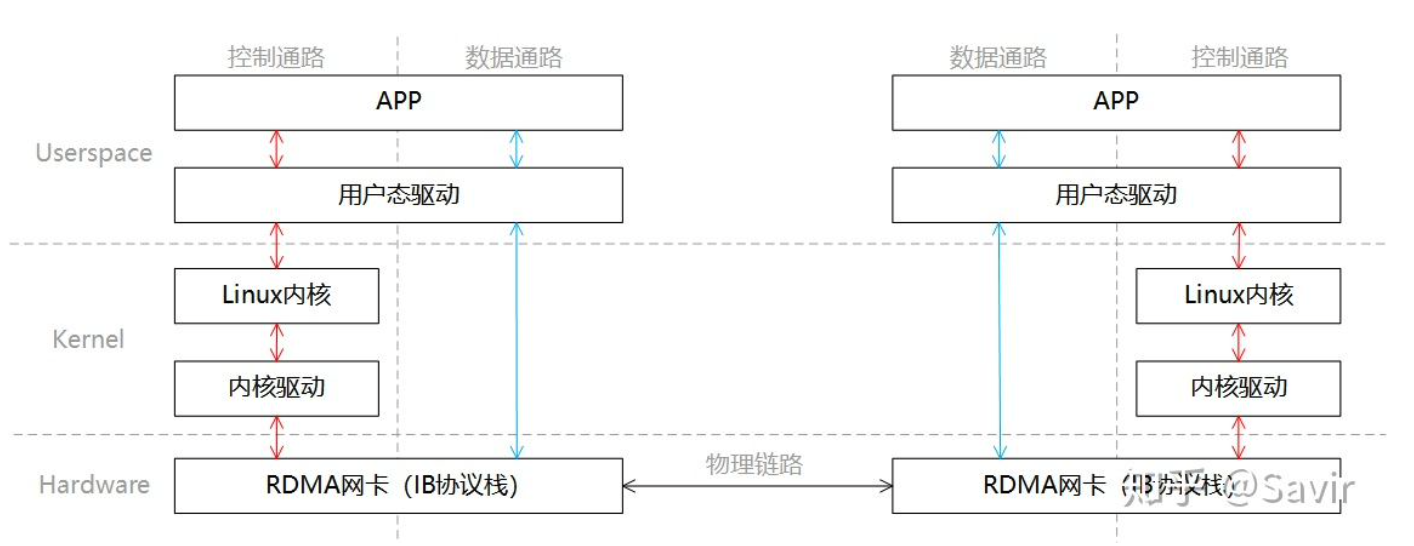 控制通路 数据通路 数据通路 控制通路
APP APP
Userspace
用户态驱动 用户态驱动
Linux内核 Linux内核
Kernel
内核驱动 内核驱动
物理链路
Hardware RDMA网卡（IB协议栈） RDMA网卡（IB协议栈）
知乎 @Savir